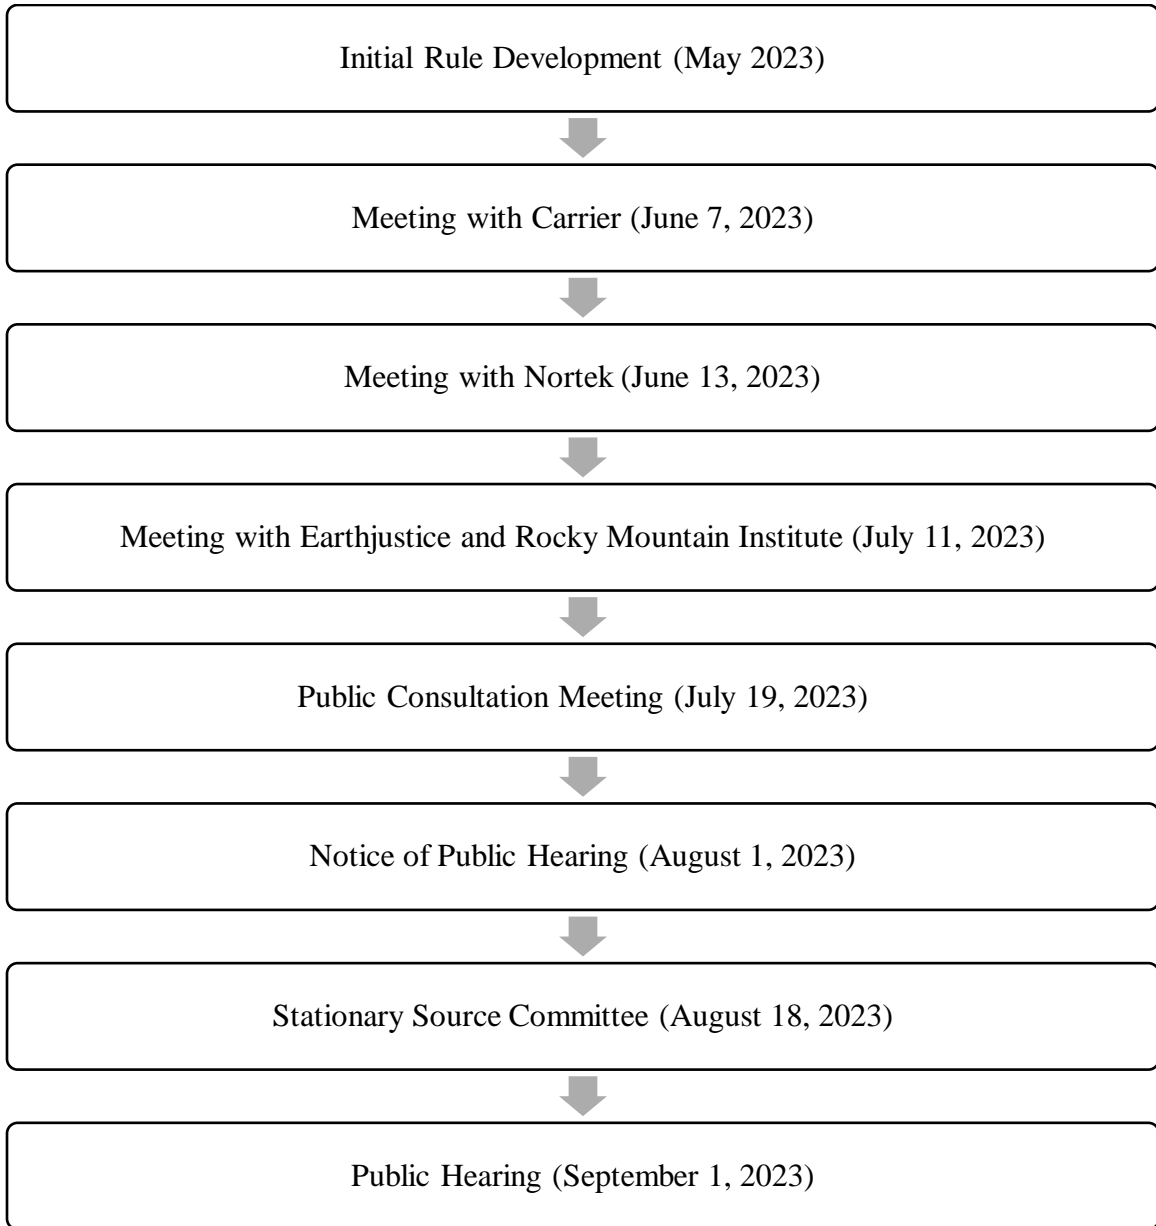 Initial Rule Development (May 2023)
Meeting with Carrier (June 7, 2023)
Meeting with Nortek (June 13, 2023)
Meeting with Earthjustice and Rocky Mountain Institute (July 11, 2023)
Public Consultation Meeting (July 19, 2023)
Notice of Public Hearing (August 1, 2023)
Stationary Source Committee (August 18, 2023)
Public Hearing (September 1, 2023)